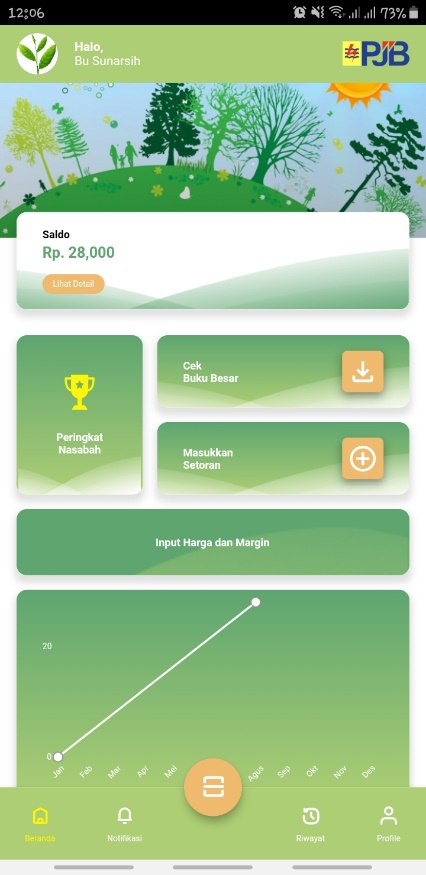 12:06
73%
Halo,
Bu Sunarsih
PJB
Saldo
Rp. 28,000
Lihat Detail
Peringkat
Nasabah
Cek
Buku Besar
Masukkan
Setoran
Input Harga dan Margin
20
0
Jan Feb Mar Apr Mei Agus Sep Okt Nov Des
Beranda
Notifikasi
Riwayat
Profile